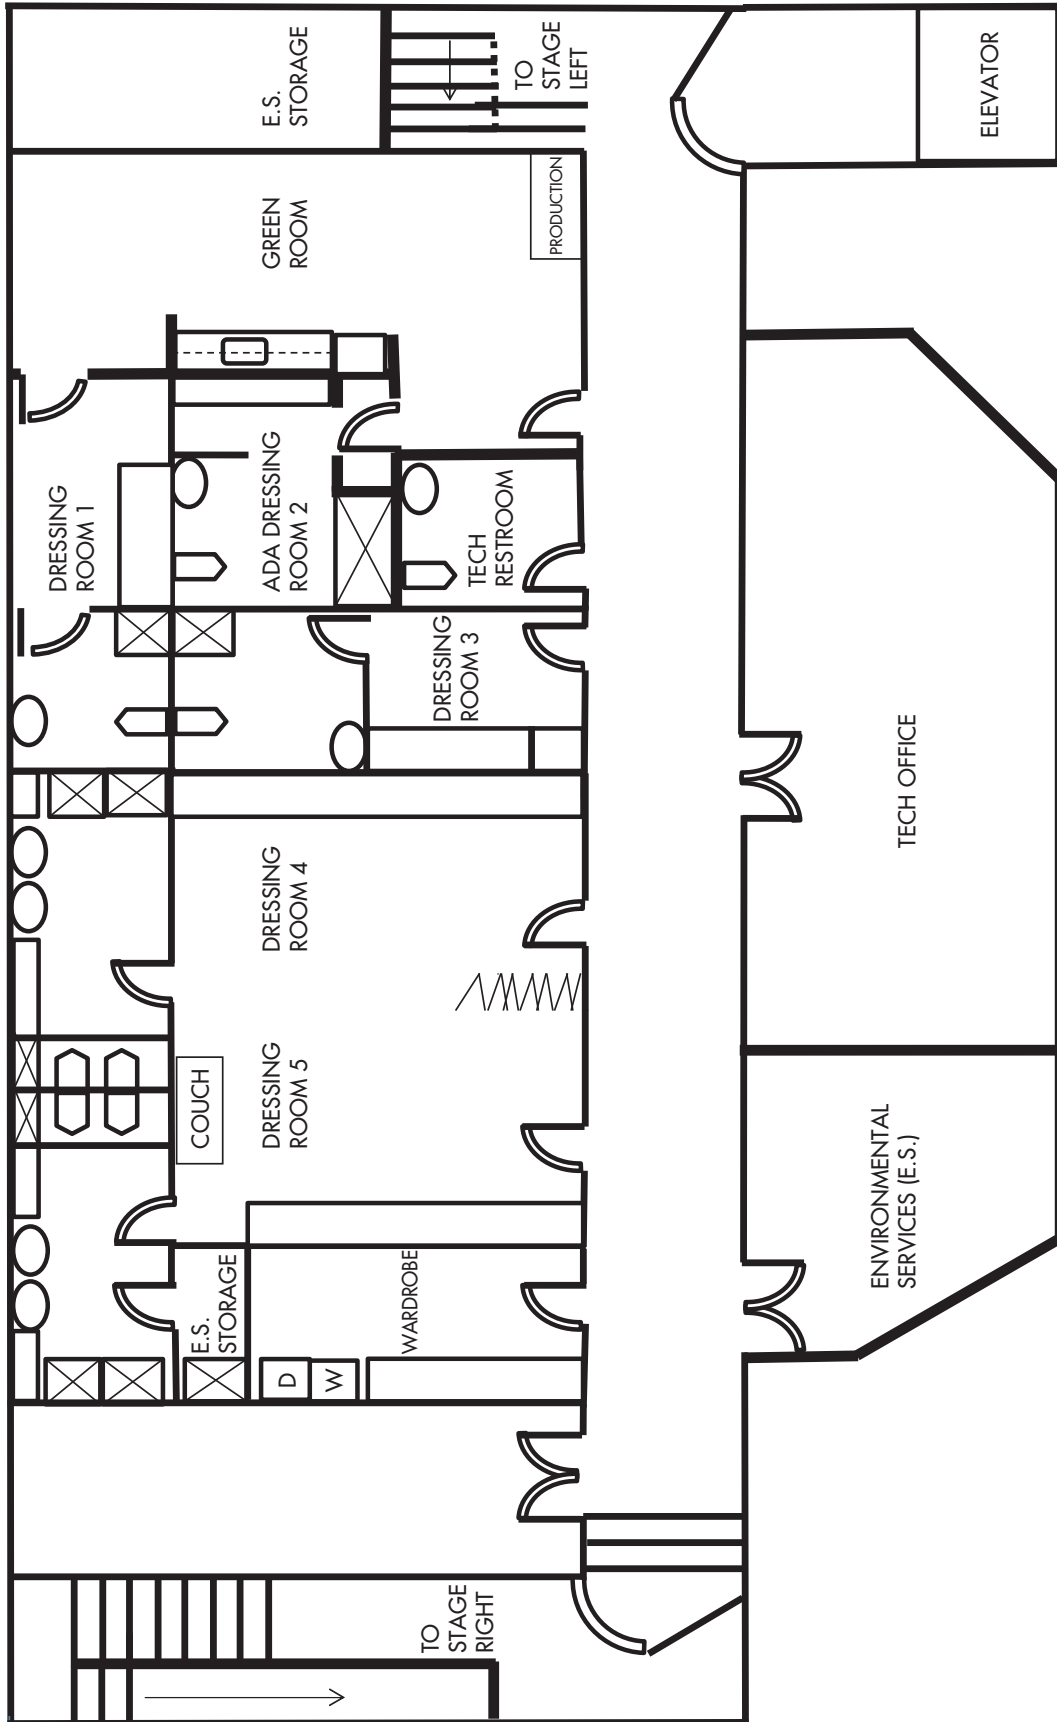 E.S.
STORAGE
TO
STAGE
LEFT
ELEVATOR
GREEN
ROOM
PRODUCTION
DRESSING
ROOM 1
ADA DRESSING
ROOM 2
TECH
RESTROOM
DRESSING
ROOM 3
TECH OFFICE
DRESSING
ROOM 4
COUCH
DRESSING
ROOM 5
ENVIRONMENTAL
SERVICES (E.S.)
E.S.
STORAGE
WARDROBE
D
W
TO
STAGE
RIGHT